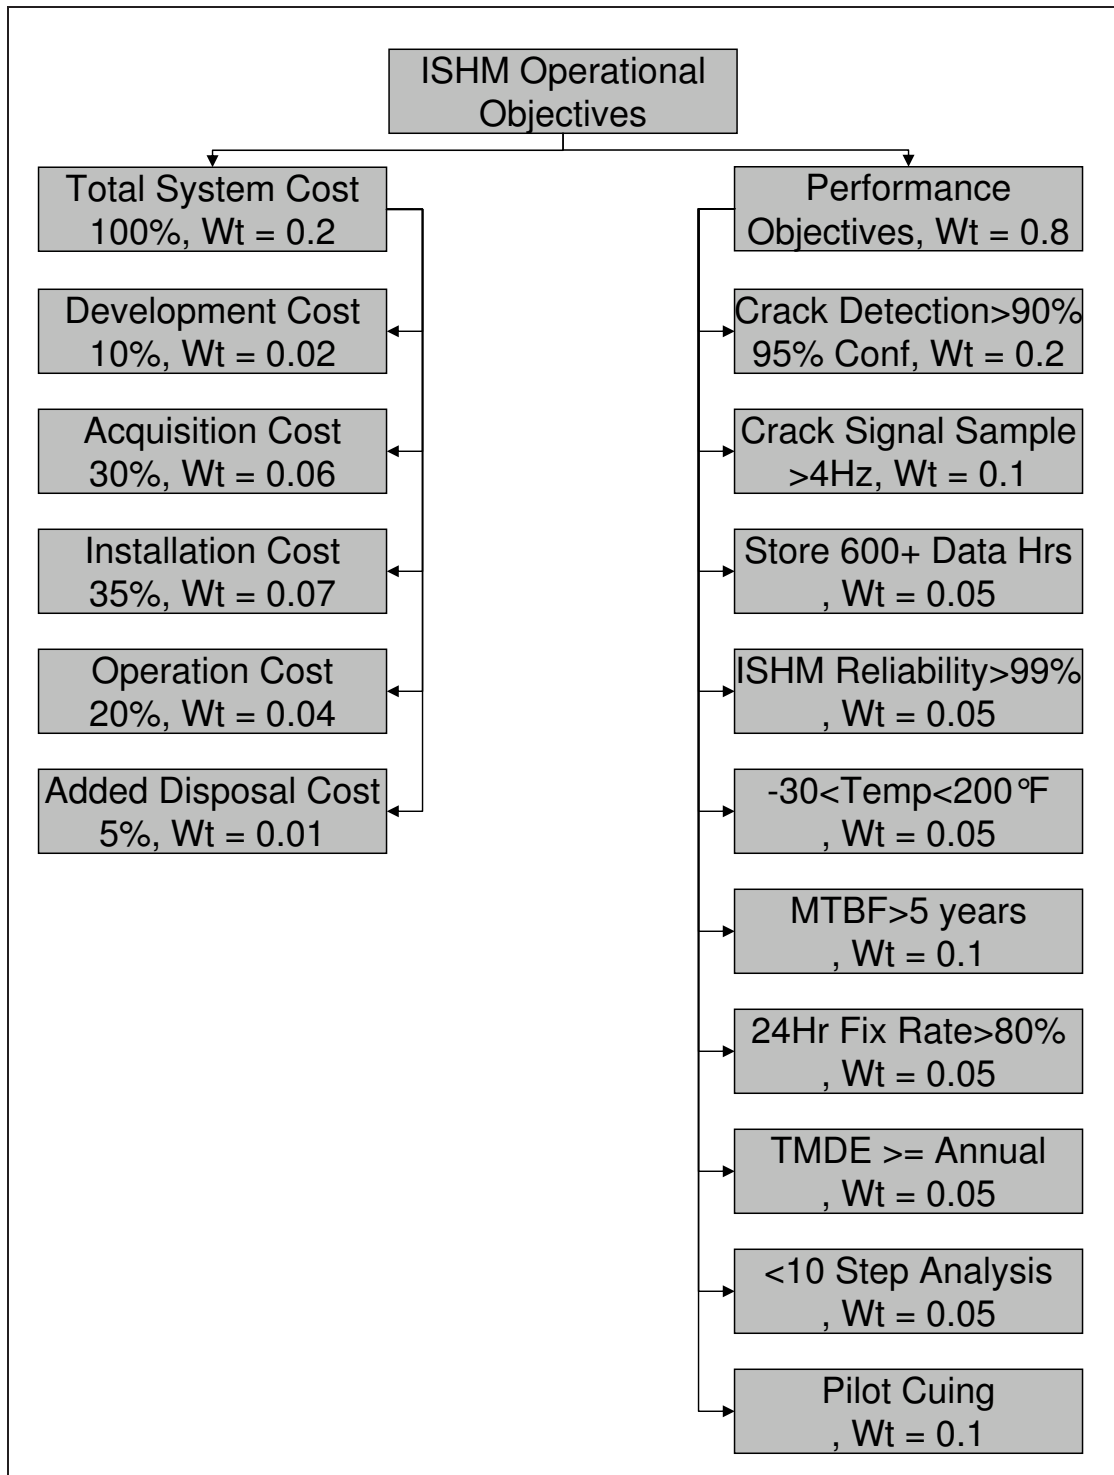 ISHM Operational
Objectives
Total System Cost
100%, Wt = 0.2
Development Cost
10%, Wt = 0.02
Acquisition Cost
30%, Wt = 0.06
Installation Cost
35%, Wt = 0.07
Operation Cost
20%, Wt = 0.04
Added Disposal Cost
5%, Wt = 0.01
Performance
Objectives, Wt = 0.8
Crack Detection>90%
95% Conf, Wt = 0.2
Crack Signal Sample
>4Hz, Wt = 0.1
Store 600+ Data Hrs
, Wt = 0.05
ISHM Reliability>99%
, Wt = 0.05
-30<Temp<200°F
, Wt = 0.05
MTBF>5 years
, Wt = 0.1
24Hr Fix Rate>80%
, Wt = 0.05
TMDE >= Annual
, Wt = 0.05
<10 Step Analysis
, Wt = 0.05
Pilot Cuing
, Wt = 0.1